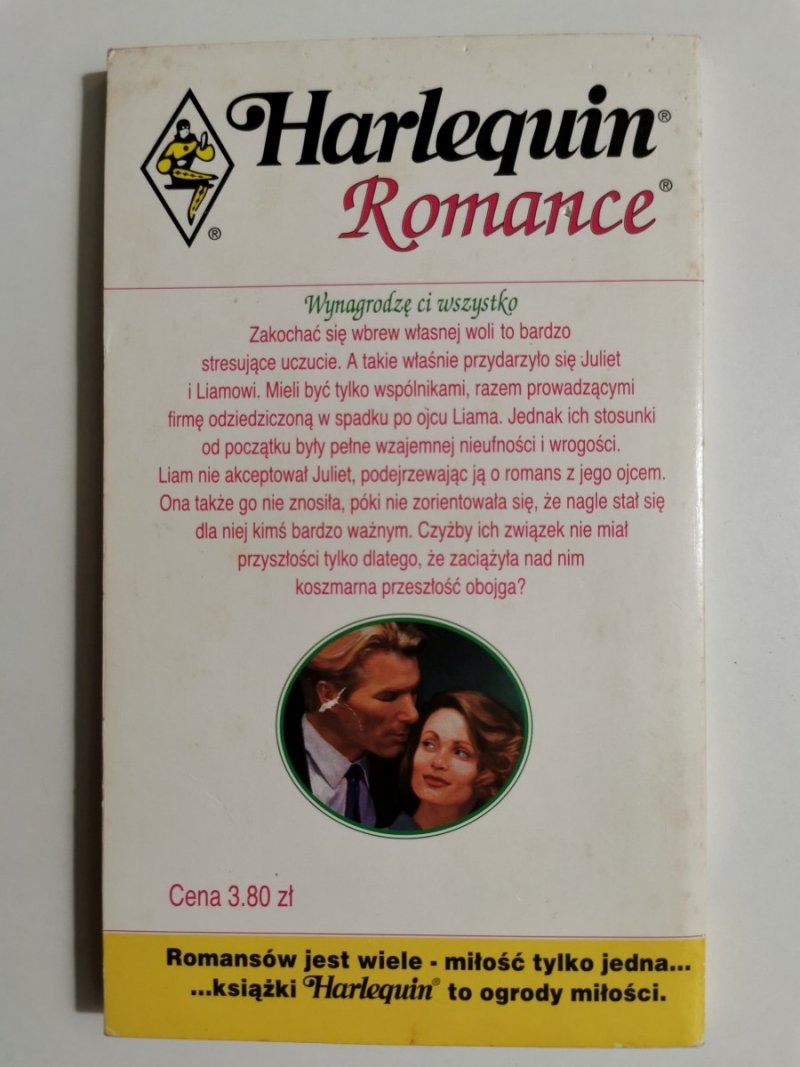 Harlequin®
Romance®
®
Wynagrodzę ci wszystko
Zakochać się wbrew własnej woli to bardzo
stresujące uczucie. A takie właśnie przydarzyło się Juliet
i Liamowi. Mieli być tylko wspólnikami, razem prowadzącymi
firmę odziedziczoną w spadku po ojcu Liama. Jednak ich stosunki
od początku były pełne wzajemnej nieufności i wrogości.
Liam nie akceptował Juliet, podejrzewając ją o romans z jego ojcem.
Ona także go nie znosiła, póki nie zorientowała się, że nagle stał się
dla niej kimś bardzo ważnym. Czyżby ich związek nie miał
przyszłości tylko dlatego, że zaciążyła nad nim
koszmarna przeszłość obojga?
Cena 3.80 zł
Romansów jest wiele - miłość tylko jedna...
...książki Harlequin® to ogrody miłości.